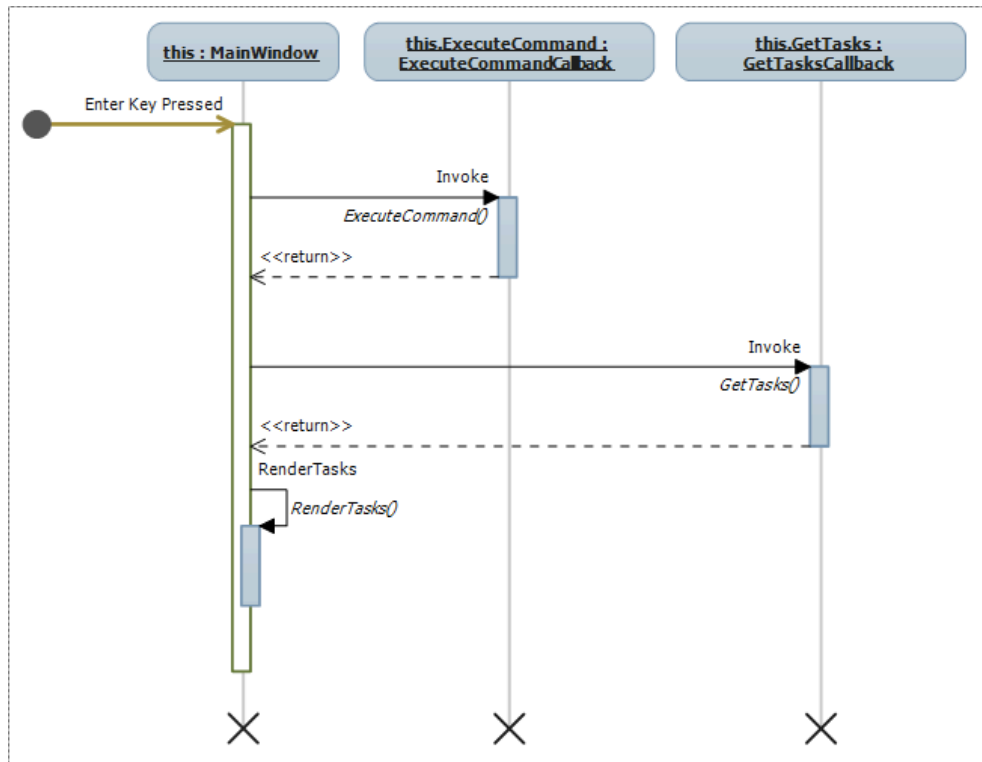 this : MainWindow
this.ExecuteCommand :
ExecuteCommandCallback
this.GetTasks :
GetTasksCallback
Enter Key Pressed
Invoke
ExecuteCommand()
<<return>>
Invoke
GetTasks()
<<return>>
RenderTasks
RenderTasks()